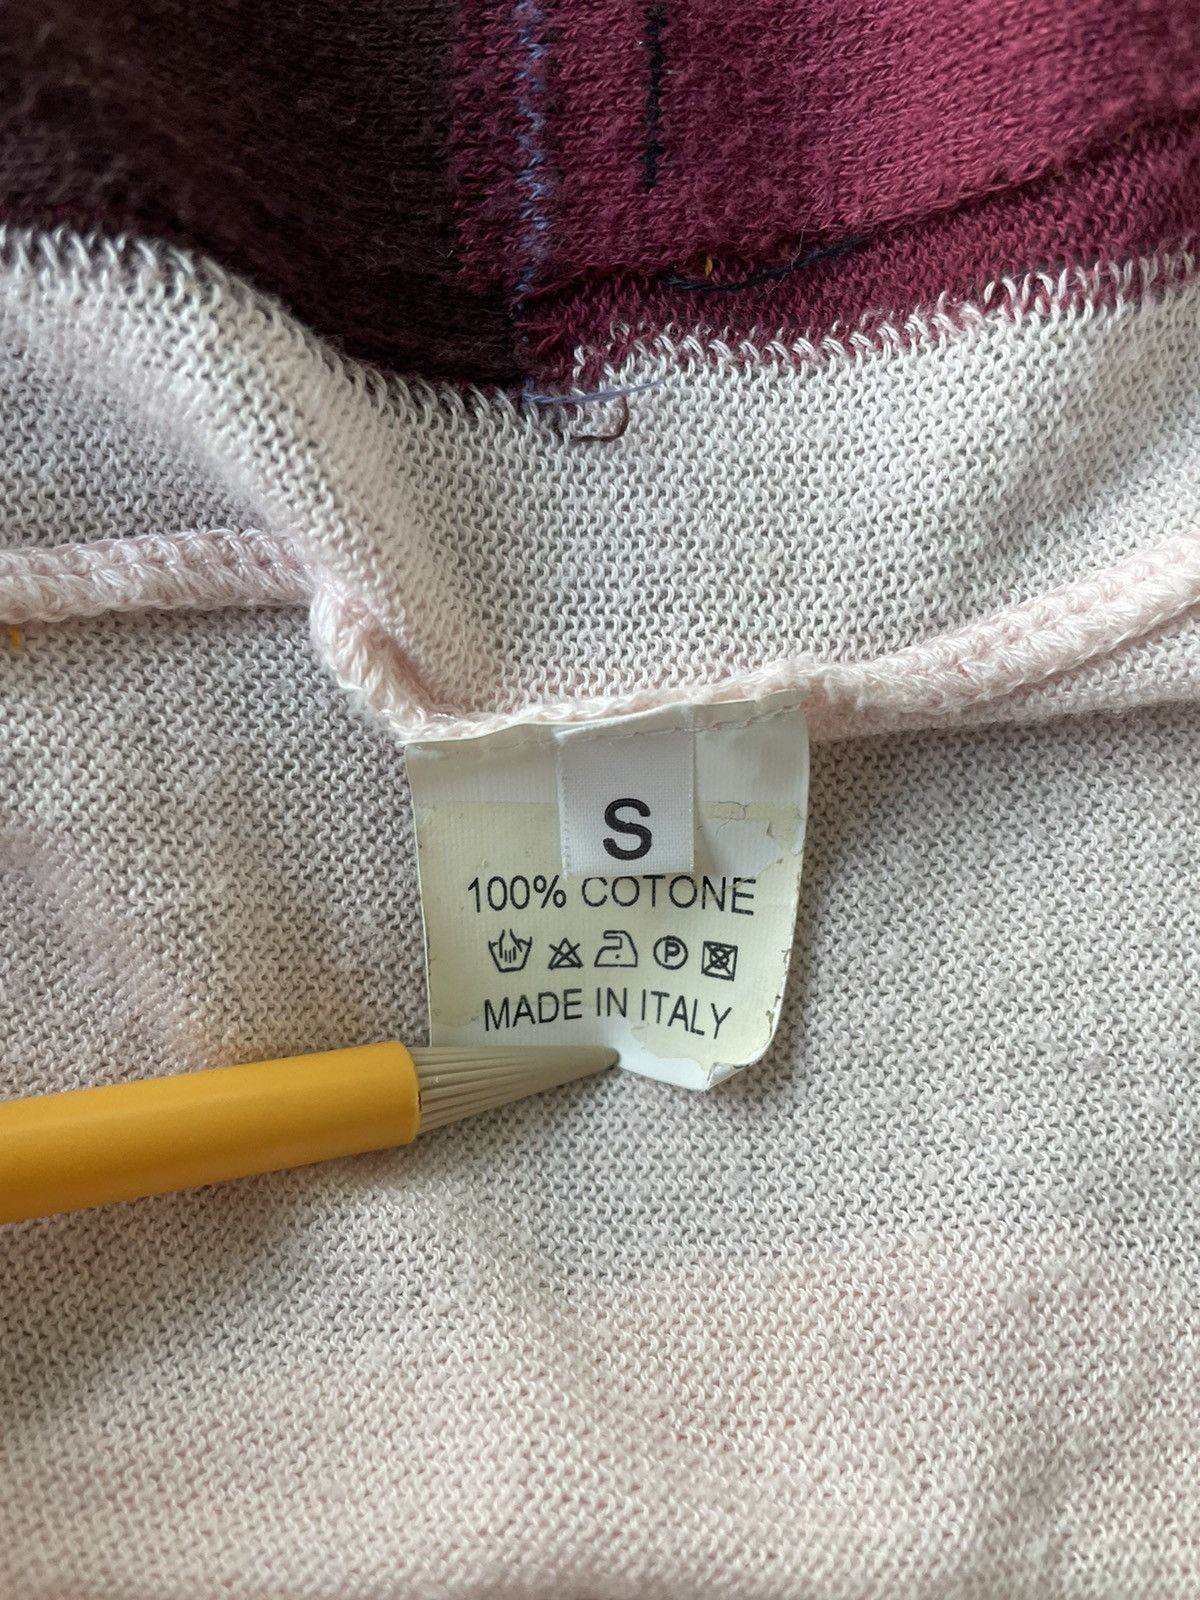 S
100% COTONE
P
MADE IN ITALY